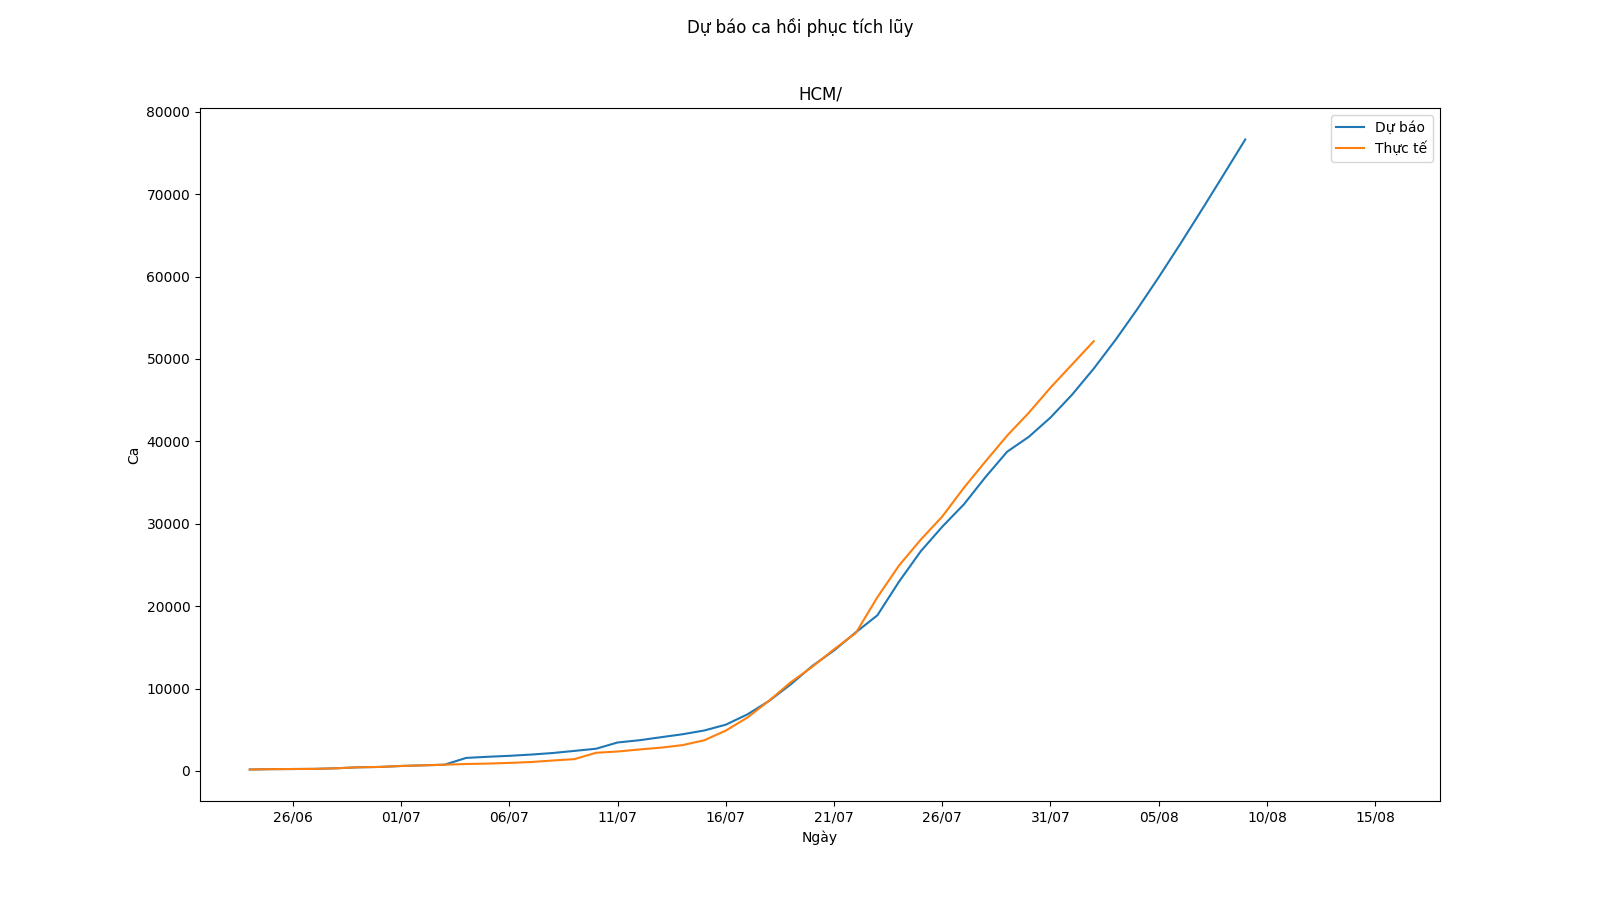 Dự báo ca hồi phục tích lũy
HCM/
80000
70000
60000
50000
40000
30000
20000
10000
0
Ca
Dự báo
Thực tế
26/06 01/07 06/07 11/07 16/07 21/07 26/07 31/07 05/08 10/08 15/08
Ngày